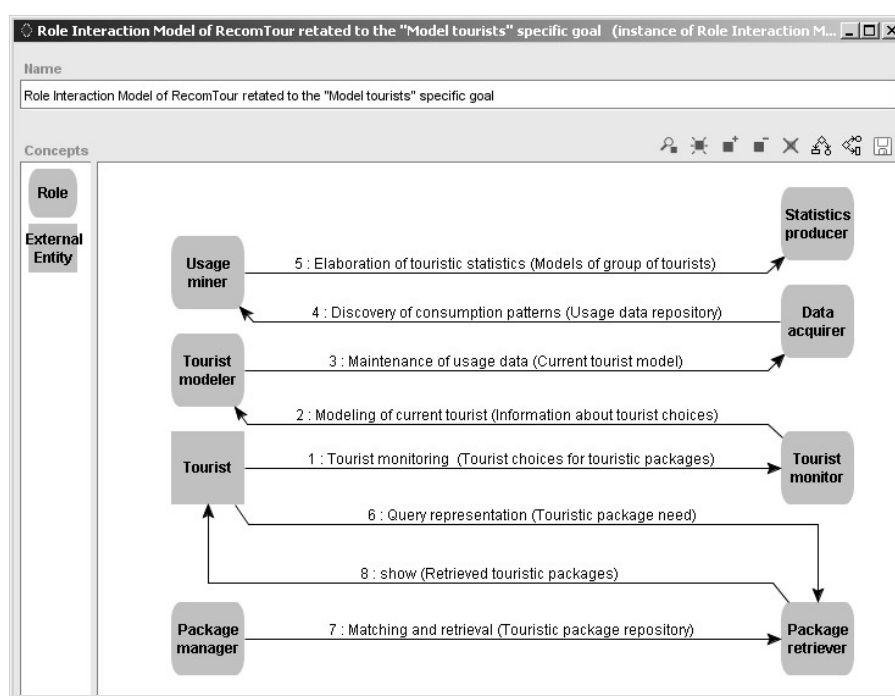 Role Interaction Model of RecomTour retated to the "Model tourists" specific goal (instance of Role Interaction M...
Name
Role Interaction Model of RecomTour retated to the "Model tourists" specific goal
Concepts
Role
External
Entity
Statistics
producer
Usage
miner
5 : Elaboration of touristic statistics (Models of group of tourists)
4 : Discovery of consumption patterns (Usage data repository)
Data
acquirer
Tourist
modeler
3 : Maintenance of usage data (Current tourist model)
2 : Modeling of current tourist (Information about tourist choices)
Tourist
1 : Tourist monitoring (Tourist choices for touristic packages)
Tourist
monitor
6 : Query representation (Touristic package need)
8 : show (Retrieved touristic packages)
Package
manager
7 : Matching and retrieval (Touristic package repository)
Package
retriever